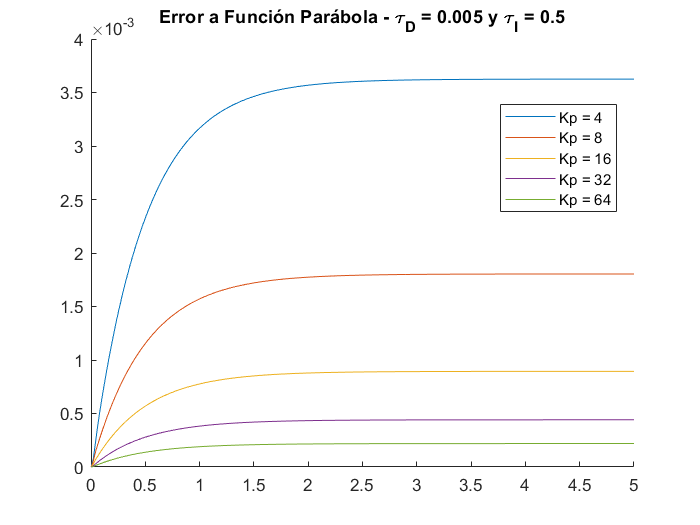 Error a Función Parábola - τD = 0.005 y τI = 0.5
×10-3
4
3.5
3
2.5
2
1.5
1
0.5
0
0 0.5 1 1.5 2 2.5 3 3.5 4 4.5 5
Kp = 4
Kp = 8
Kp = 16
Kp = 32
Kp = 64